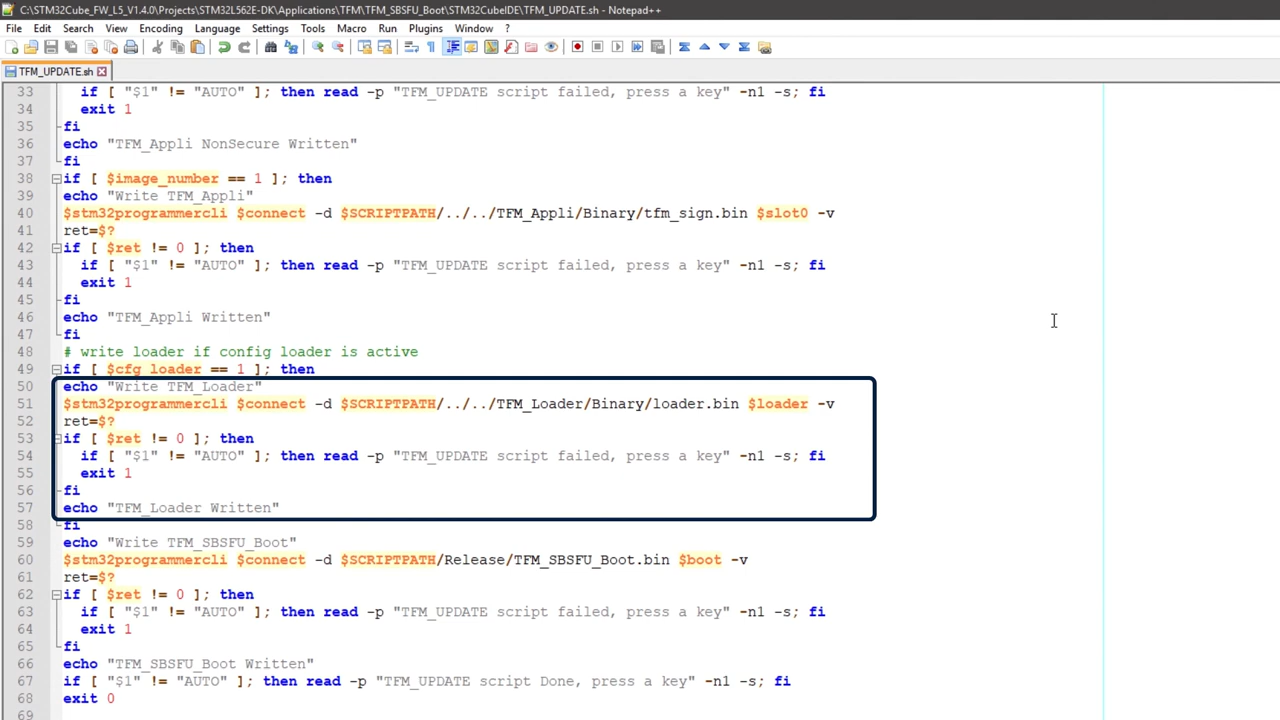 C:\STM32Cube_FW_L5_V1.4.0\Projects\STM32L562E-DK\Applications\TFM\TFM_SBSFU_Boot\STM32CubeIDE\TFM_UPDATE.sh - Notepad++
File Edit Search View Encoding Language Settings Tools Macro Run Plugins Window ?
TFM_UPDATE.sh
33 if [ "$1" != "AUTO" ]; then read -p "TFM_UPDATE script failed, press a key" -n1 -s; fi
34 exit 1
35 fi
36 echo "TFM_Appli NonSecure Written"
37 fi
38 if [ $image_number == 1 ]; then
39 echo "Write TFM_Appli"
40 $stm32programmercli $connect -d $SCRIPTPATH/../../TFM_Appli/Binary/tfm_sign.bin $slot0 -v
41 ret=$?
42 if [ $ret != 0 ]; then
43 if [ "$1" != "AUTO" ]; then read -p "TFM_UPDATE script failed, press a key" -n1 -s; fi
44 exit 1
45 fi
46 echo "TFM_Appli Written"
47 fi
48 # write loader if config loader is active
49 if [ $cfg_loader == 1 ]; then
50 echo "Write TFM_Loader"
51 $stm32programmercli $connect -d $SCRIPTPATH/../../TFM_Loader/Binary/loader.bin $loader -v
52 ret=$?
53 if [ $ret != 0 ]; then
54 if [ "$1" != "AUTO" ]; then read -p "TFM_UPDATE script failed, press a key" -n1 -s; fi
55 exit 1
56 fi
57 echo "TFM_Loader Written"
58 fi
59 echo "Write TFM_SBSFU_Boot"
60 $stm32programmercli $connect -d $SCRIPTPATH/Release/TFM_SBSFU_Boot.bin $boot -v
61 ret=$?
62 if [ $ret != 0 ]; then
63 if [ "$1" != "AUTO" ]; then read -p "TFM_UPDATE script failed, press a key" -n1 -s; fi
64 exit 1
65 fi
66 echo "TFM_SBSFU_Boot Written"
67 if [ "$1" != "AUTO" ]; then read -p "TFM_UPDATE script Done, press a key" -n1 -s; fi
68 exit 0
69